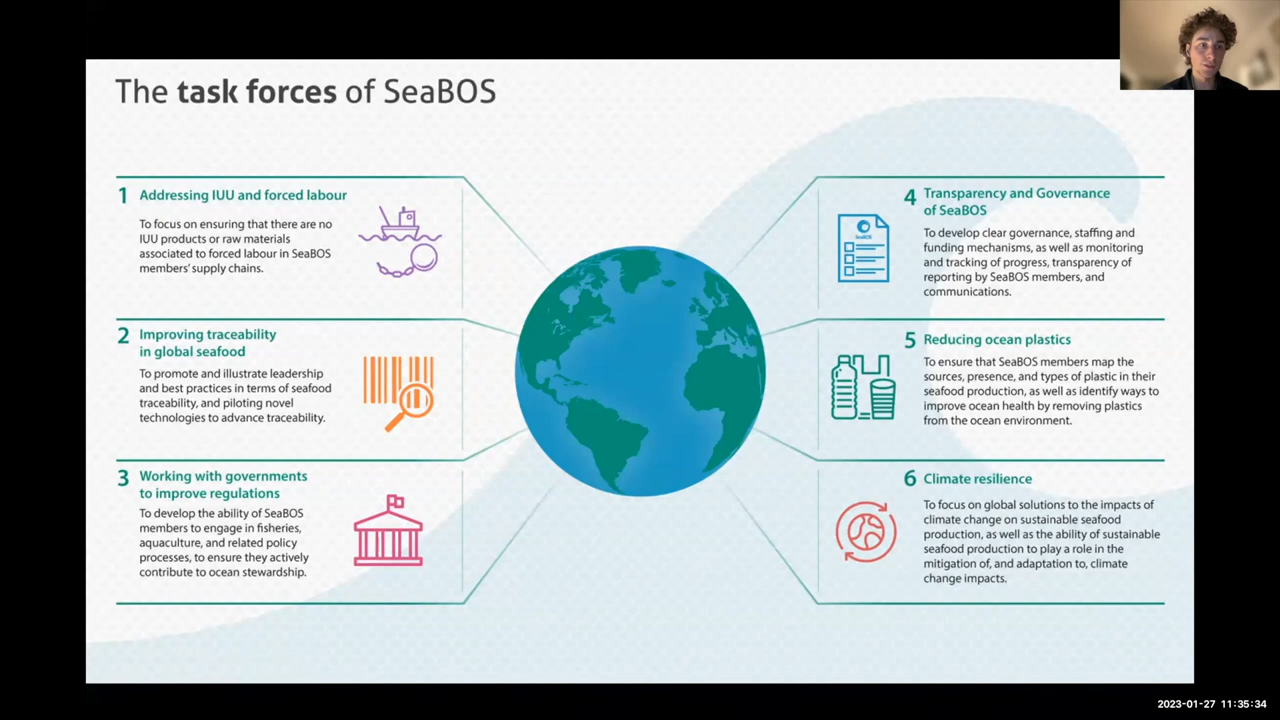 The task forces of SeaBOS
1 Addressing IUU and forced labour
To focus on ensuring that there are no
IUU products or raw materials
associated to forced labour in SeaBOS
members' supply chains.
2 Improving traceability
in global seafood
To promote and illustrate leadership
and best practices in terms of seafood
traceability, and piloting novel
technologies to advance traceability.
3 Working with governments
to improve regulations
To develop the ability of SeaBOS
members to engage in fisheries,
aquaculture, and related policy
processes, to ensure they actively
contribute to ocean stewardship.
4 Transparency and Governance
of SeaBOS
SeaBOS
To develop clear governance, staffing and
funding mechanisms, as well as monitoring
and tracking of progress, transparency of
reporting by SeaBOS members, and
communications.
5 Reducing ocean plastics
To ensure that SeaBOS members map the
sources, presence, and types of plastic in their
seafood production, as well as identify ways to
improve ocean health by removing plastics
from the ocean environment.
6 Climate resilience
To focus on global solutions to the impacts of
climate change on sustainable seafood
production, as well as the ability of sustainable
seafood production to play a role in the
mitigation of, and adaptation to, climate
change impacts.
2023-01-27 11:35:34